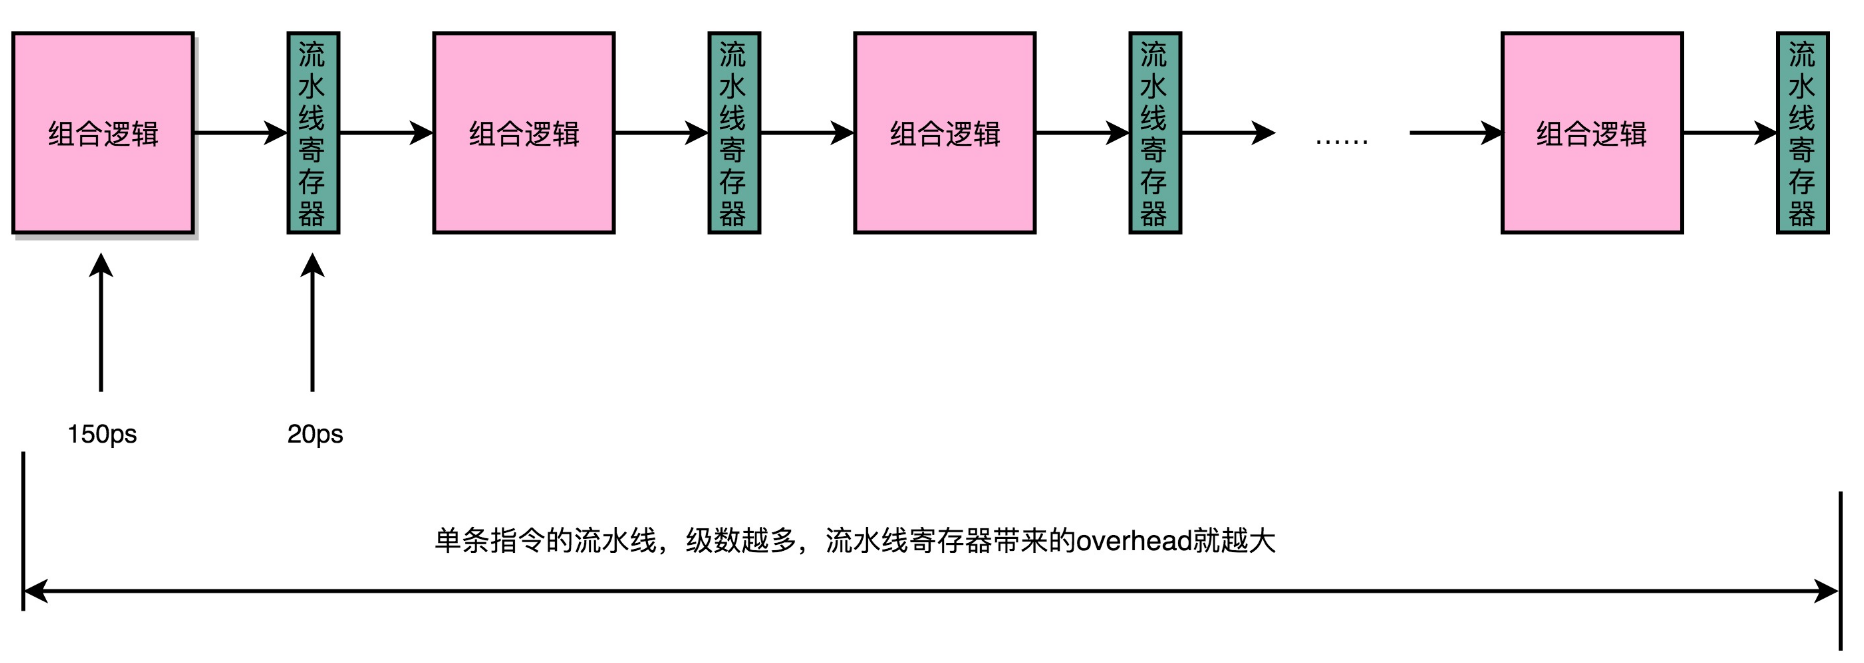 组合逻辑
流水线寄存器
组合逻辑
流水线寄存器
组合逻辑
流水线寄存器
......
组合逻辑
流水线寄存器
150ps
20ps
单条指令的流水线，级数越多，流水线寄存器带来的overhead就越大